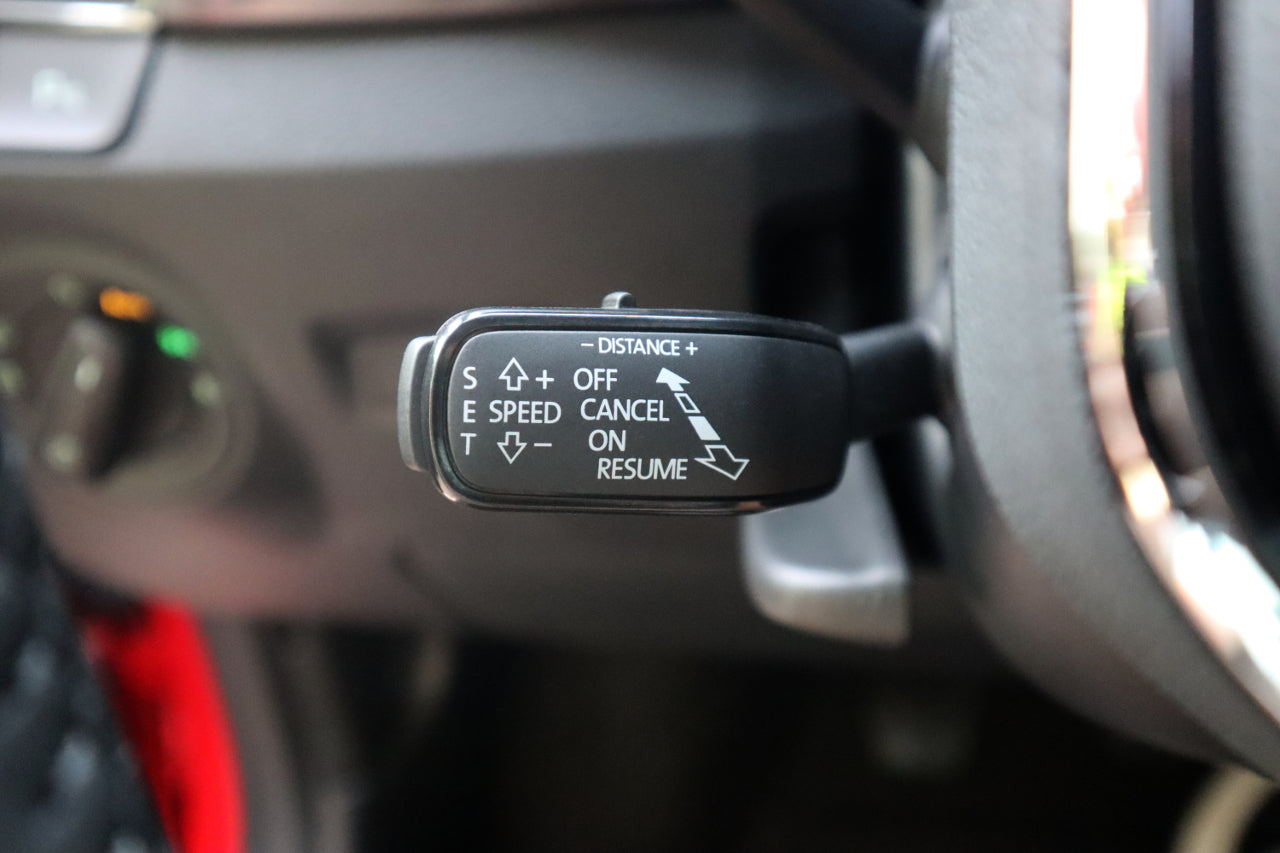 – DISTANCE +
S + OFF
E SPEED CANCEL
T – ON
RESUME